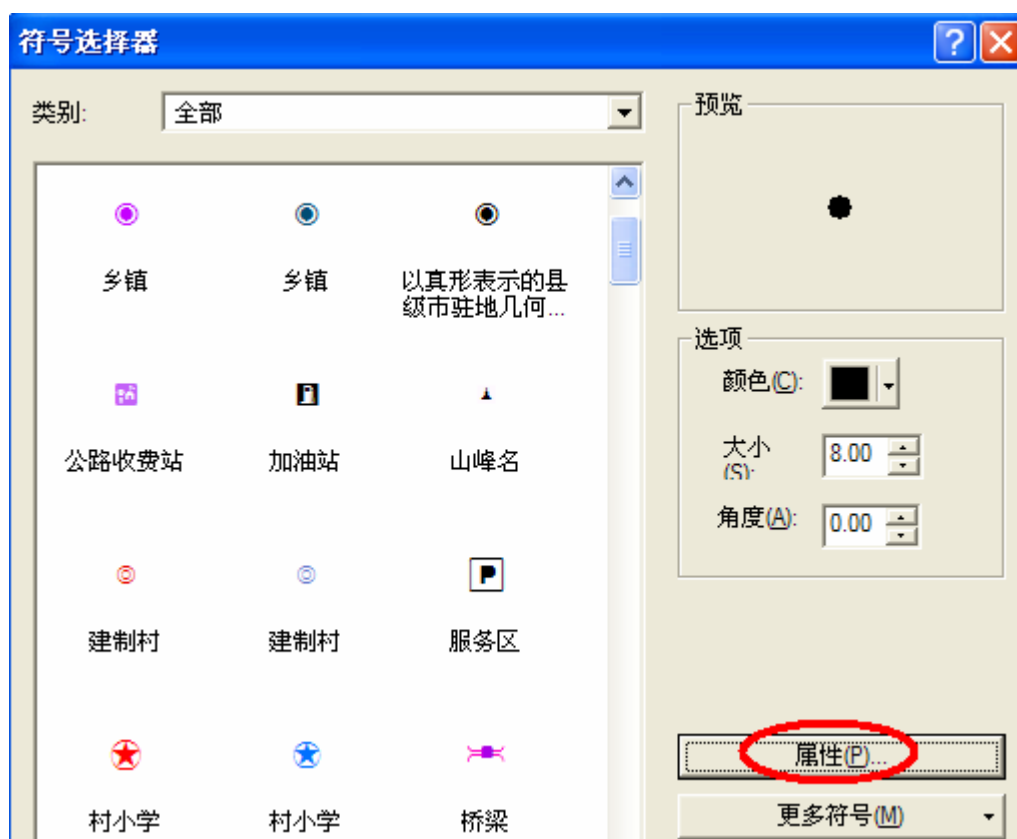 符号选择器
类别: 全部
乡镇
乡镇
以真形表示的县
级市驻地几何...
公路收费站
加油站
山峰名
建制村
建制村
P
服务区
村小学
村小学
桥梁
预览
选项
颜色(C):
大小
(S):
8.00
角度(A): 0.00
属性(P)...
更多符号(M)